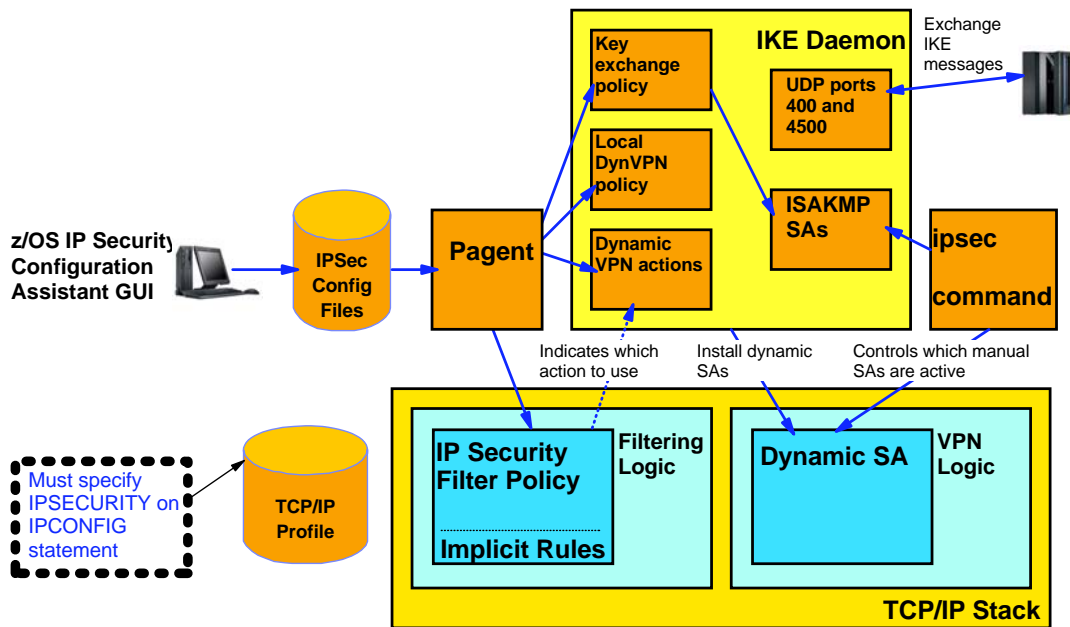 Key
exchange
policy
IKE Daemon
Exchange
IKE
messages
UDP ports
400 and
4500
Local
DynVPN
policy
ISAKMP
SAs
z/OS IP Security
Configuration
Assistant GUI
IPSec
Config
Files
Pagent
Dynamic
VPN actions
ipsec
command
Indicates which
action to use
Install dynamic
SAs
Controls which manual
SAs are active
IP Security
Filter Policy
Implicit Rules
Filtering
Logic
Dynamic SA
VPN
Logic
Must specify
IPSECURITY on
IPCONFIG
statement
TCP/IP
Profile
TCP/IP Stack